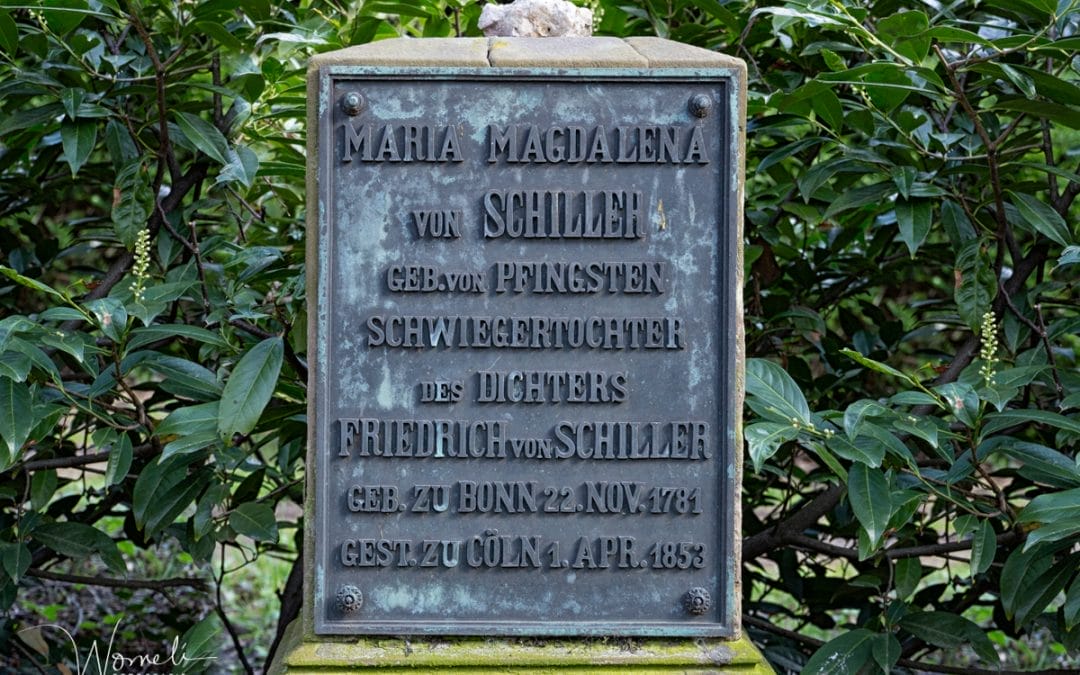 MARIA MAGDALENA
VON SCHILLER
GEB. VON PFINGSTEN
SCHWIEGERTOCHTER
DES DICHTERS
FRIEDRICH VON SCHILLER
GEB. ZU BONN 22. NOV. 1781
GEST. ZU CÖLN 1. APR. 1853